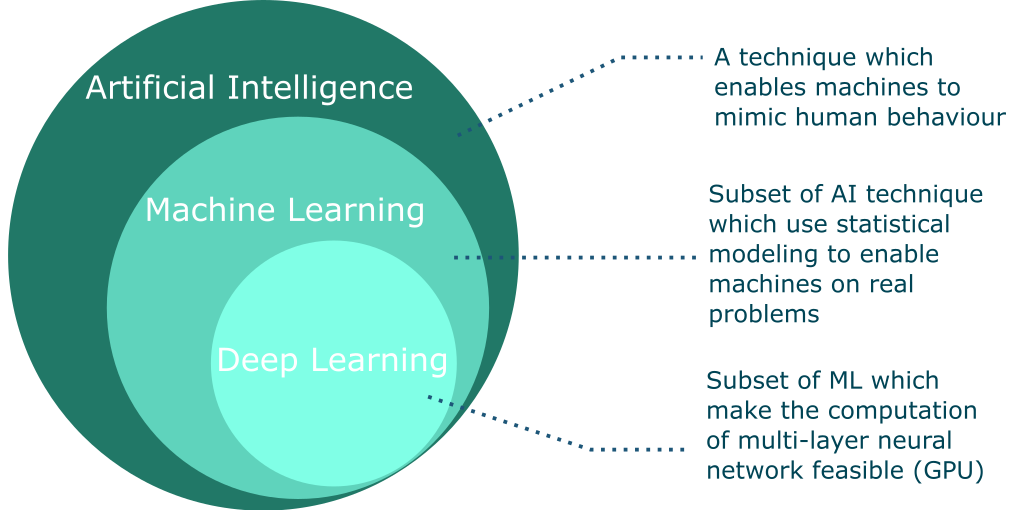 Artificial Intelligence
A technique which
enables machines to
mimic human behaviour
Machine Learning
Subset of AI technique
which use statistical
modeling to enable
machines on real
problems
Deep Learning
Subset of ML which
make the computation
of multi-layer neural
network feasible (GPU)